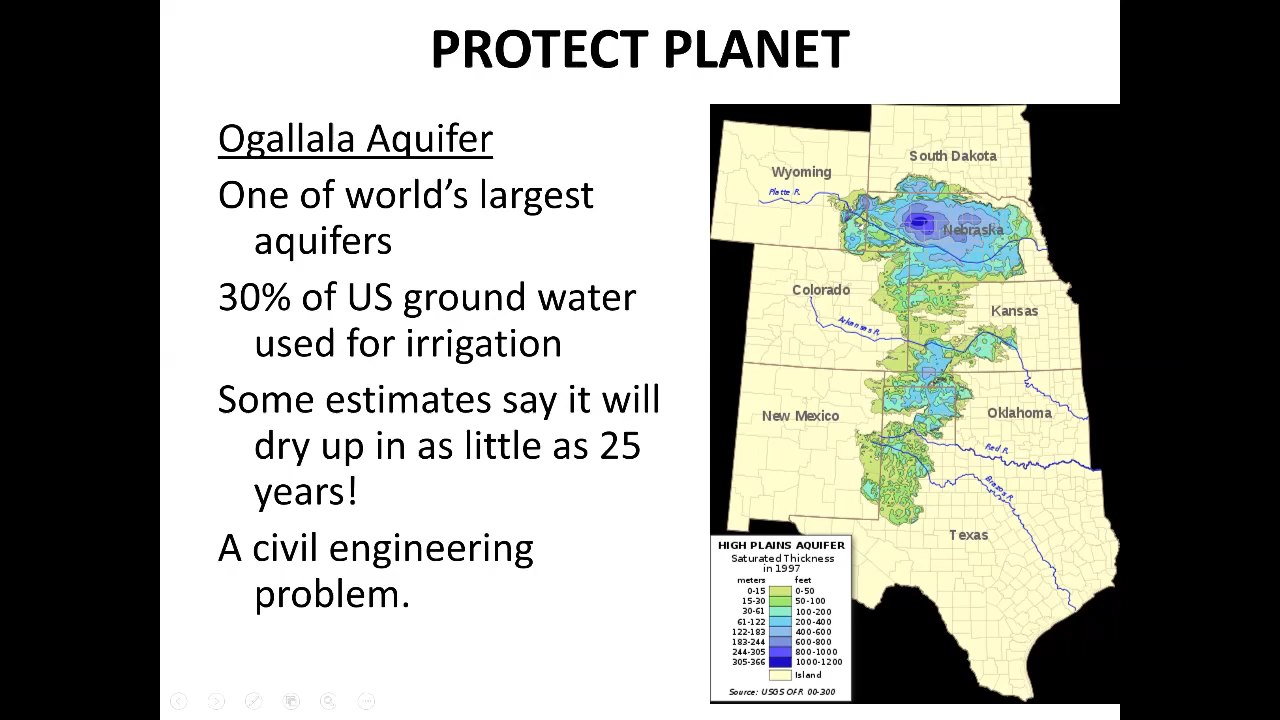 PROTECT PLANET
Ogallala Aquifer
One of world's largest
aquifers
30% of US ground water
used for irrigation
Some estimates say it will
dry up in as little as 25
years!
A civil engineering
problem.
South Dakota
Wyoming
Platte R.
Nebraska
Colorado
Kansas
Arkansas R.
New Mexico
Oklahoma
Red R.
Brazos R.
Texas
HIGH PLAINS AQUIFER
Saturated Thickness
in 1997
meters feet
0-15 0-50
15-30 50-100
30-61 100-200
61-122 200-400
122-183 400-600
183-244 600-800
244-305 800-1000
305-366 1000-1200
Island
Source: USGS OFR 00-300